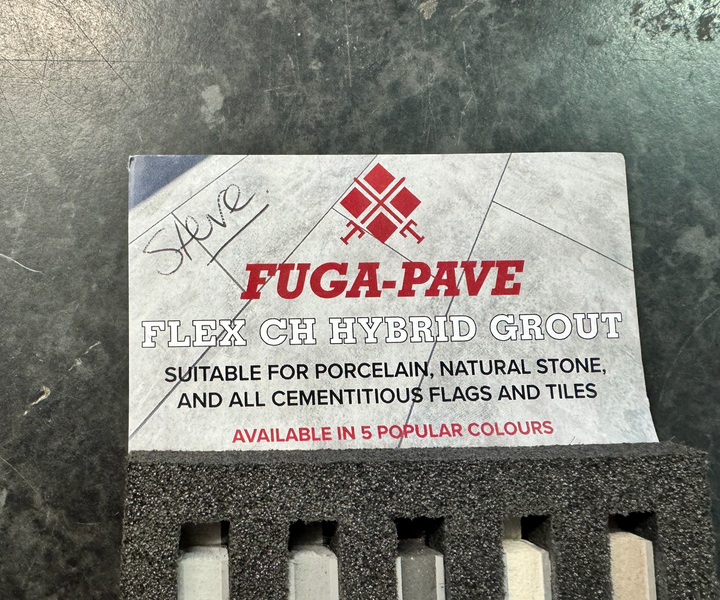 Steve
FUGA-PAVE
FLEX CH HYBRID GROUT
SUITABLE FOR PORCELAIN, NATURAL STONE,
AND ALL CEMENTITIOUS FLAGS AND TILES
AVAILABLE IN 5 POPULAR COLOURS